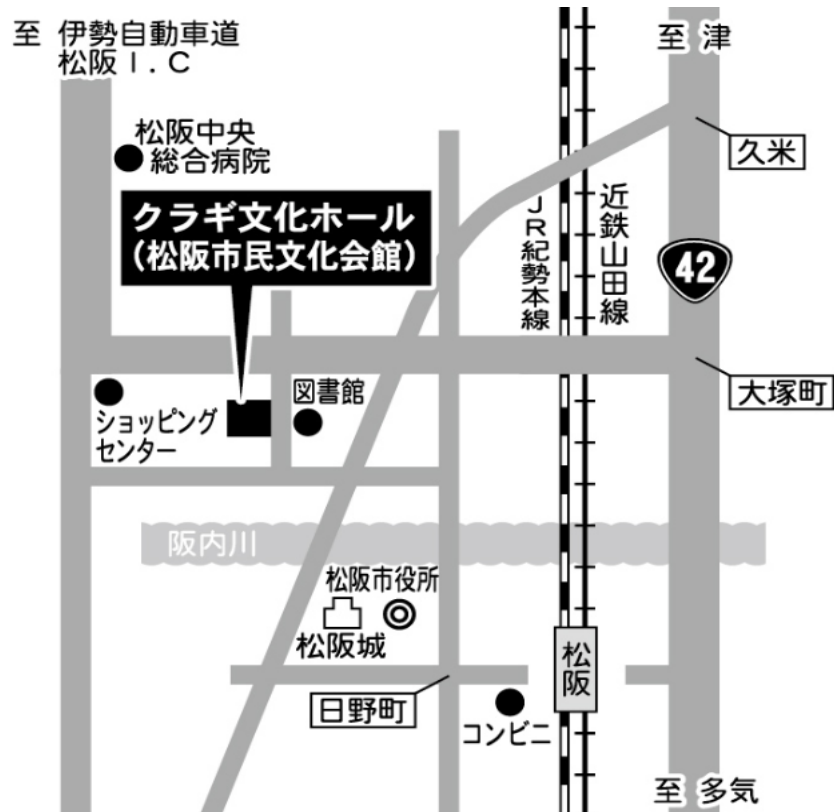 至 伊勢自動車道
松阪I.C
至 津
松阪中央
総合病院
久米
クラギ文化ホール
(松阪市民文化会館)
JR紀勢本線
近鉄山田線
42
大塚町
図書館
ショッピング
センター
阪内川
松阪市役所
松阪城
松阪
日野町
コンビニ
至 多気